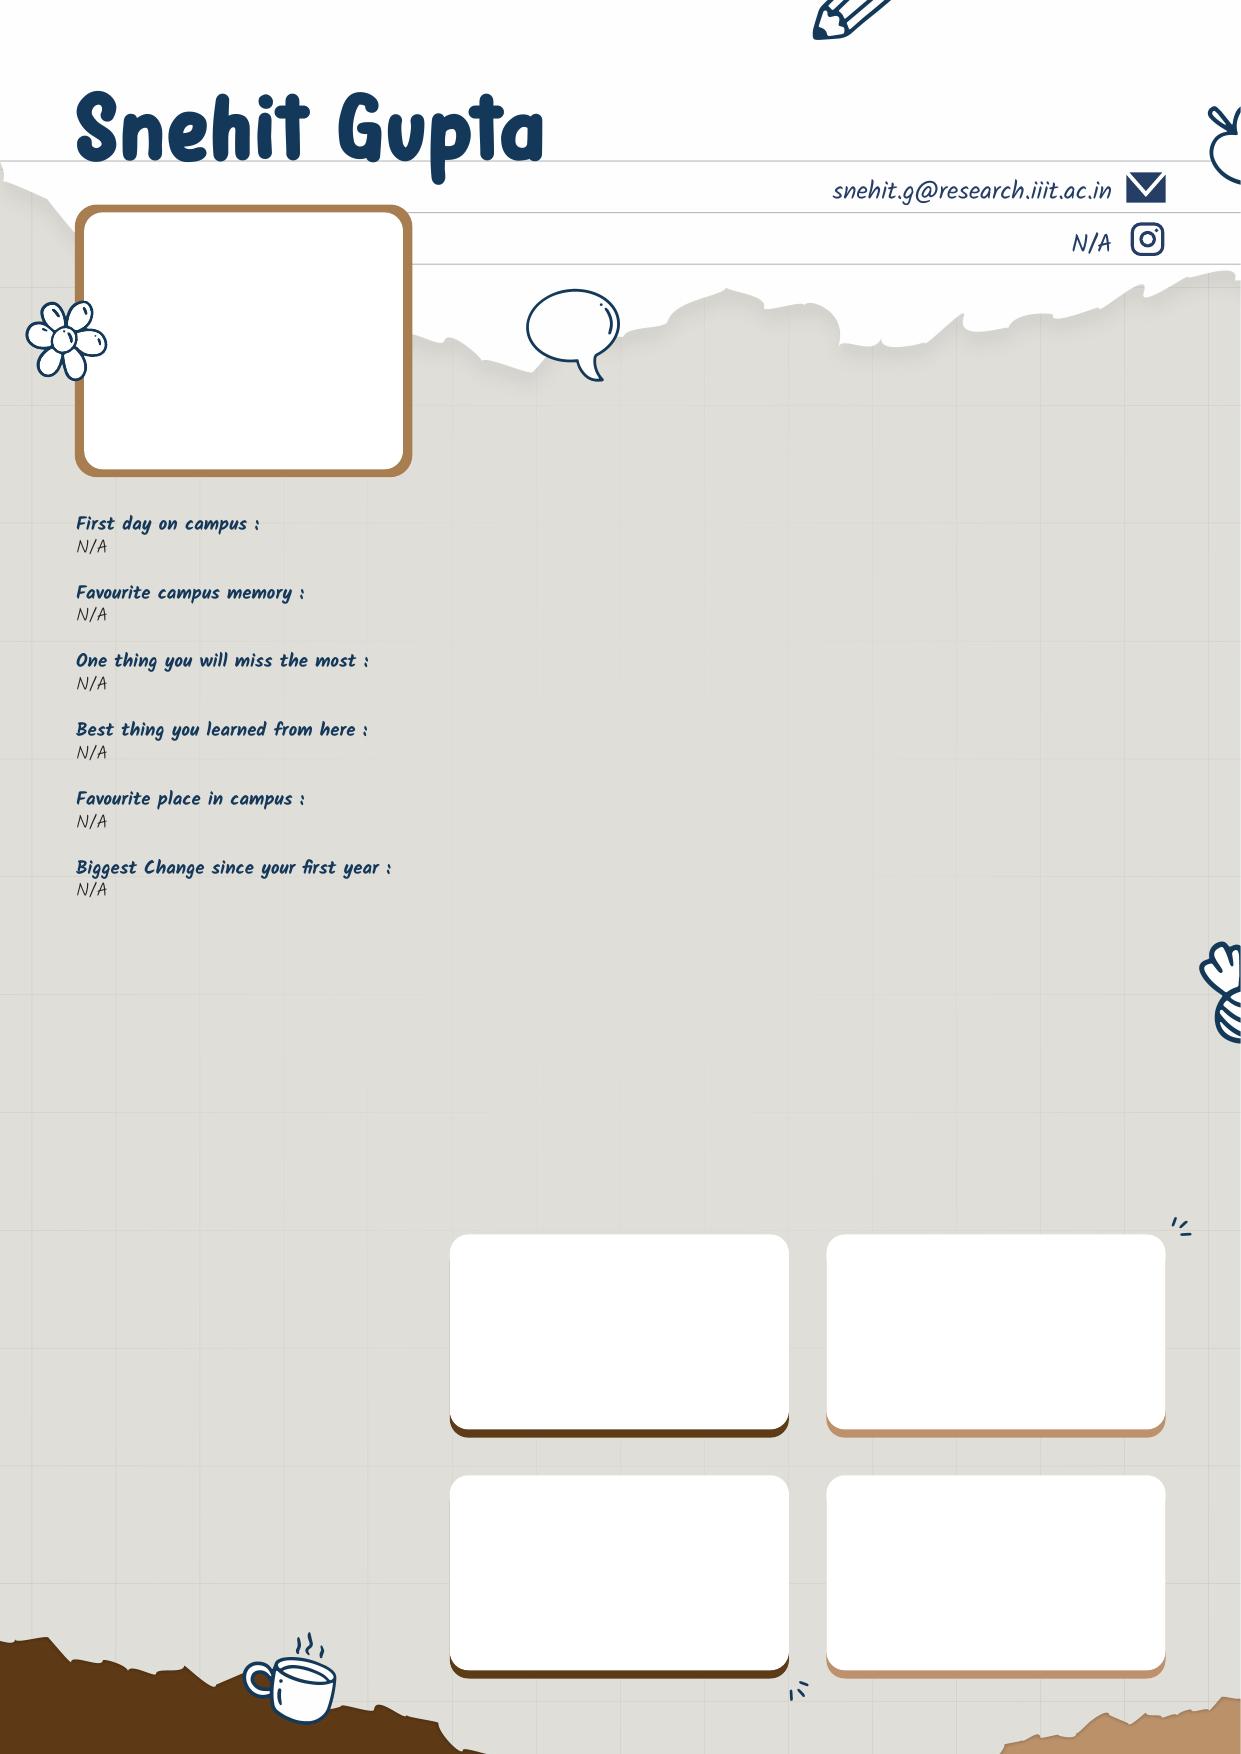 Snehit Gupta
snehit.g@research.iiit.ac.in
N/A
First day on campus :
N/A
Favourite campus memory :
N/A
One thing you will miss the most :
N/A
Best thing you learned from here :
N/A
Favourite place in campus :
N/A
Biggest Change since your first year :
N/A